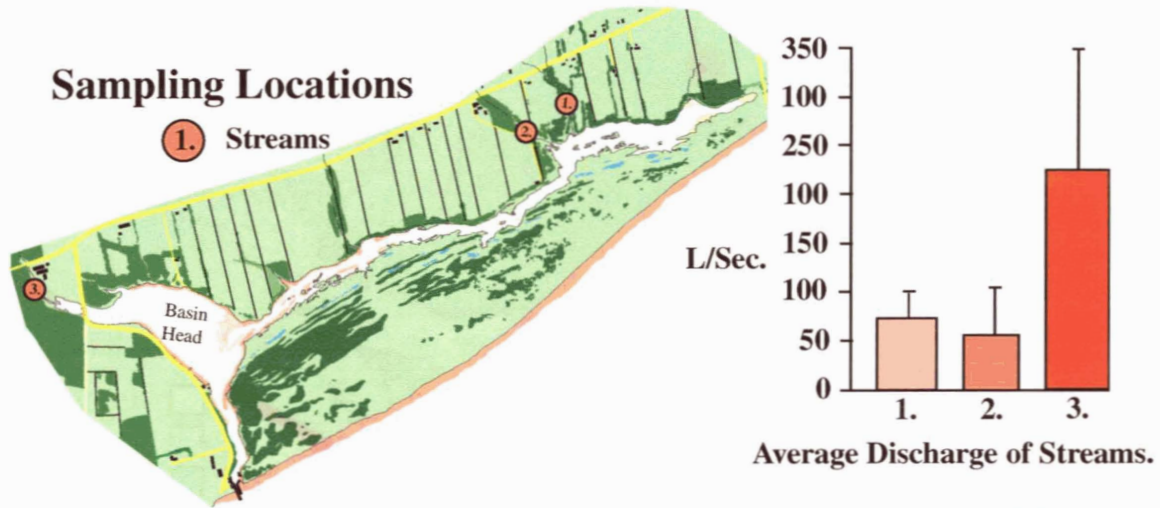 Sampling Locations
1. Streams
1.
2.
3.
Basin
Head
350
100
250
100
150
100
50
0
L/Sec.
1. 2. 3.
Average Discharge of Streams.